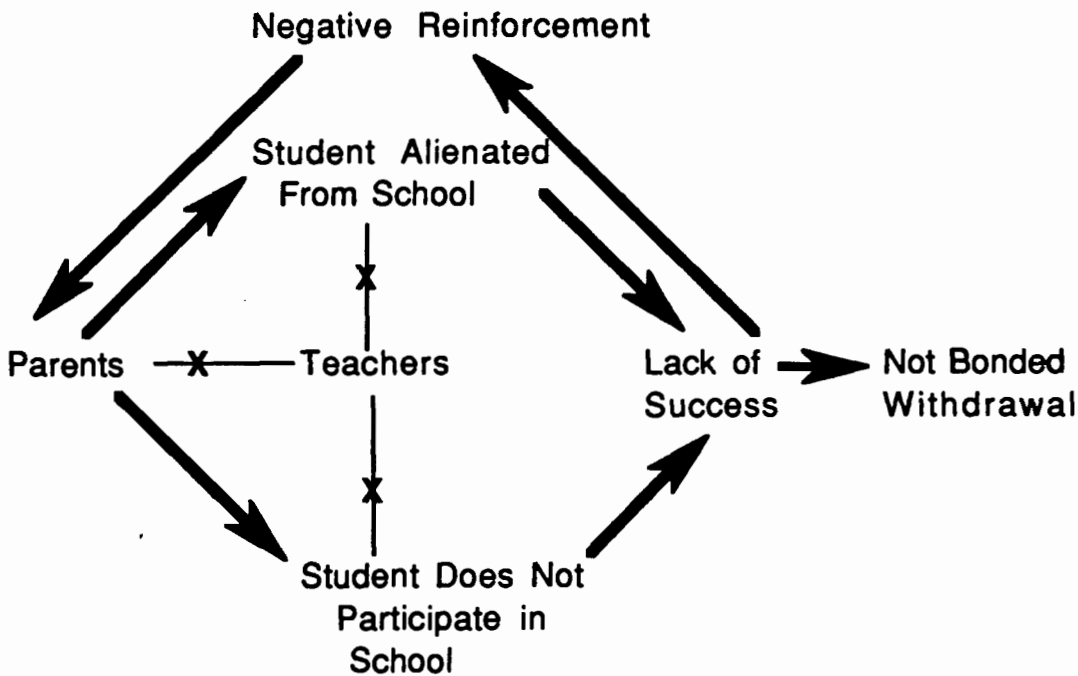 Negative Reinforcement
Student Alienated
From School
X
Parents
X
Teachers
Lack of
Success
Not Bonded
Withdrawal
X
Student Does Not
Participate in
School